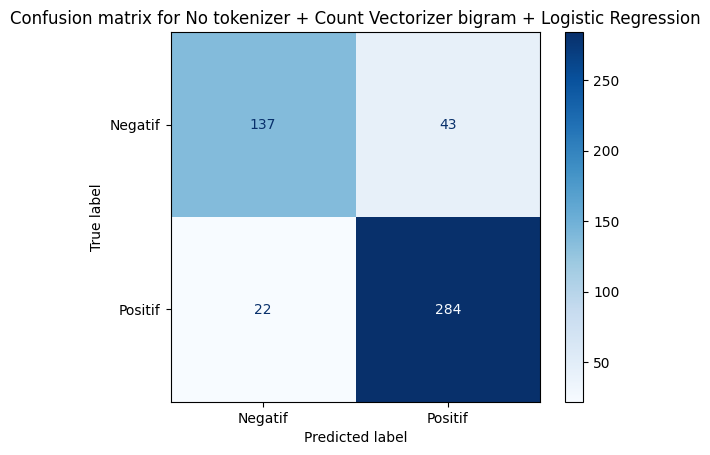 Confusion matrix for No tokenizer + Count Vectorizer bigram + Logistic Regression
Negatif
137
43
Positif
22
284
Negatif
Positif
True label
Predicted label
250
200
150
100
50